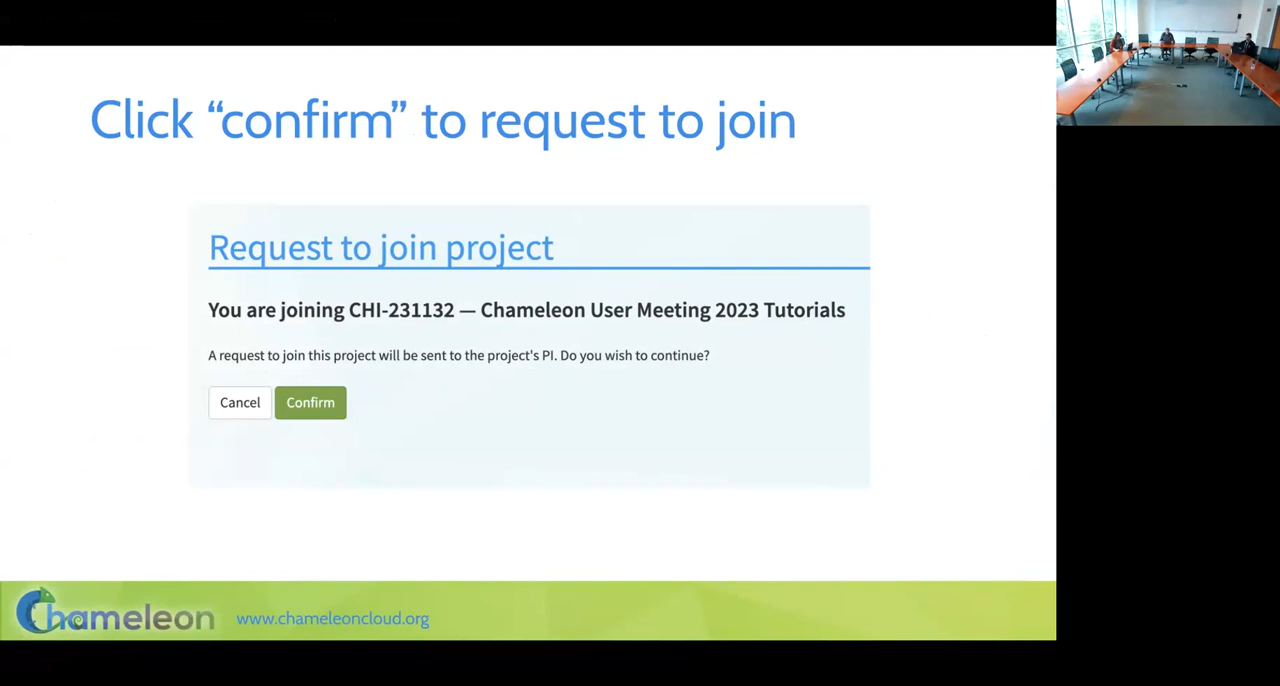 Click “confirm” to request to join
Request to join project
You are joining CHI-231132 — Chameleon User Meeting 2023 Tutorials
A request to join this project will be sent to the project's PI. Do you wish to continue?
Cancel Confirm
Chameleon www.chameleoncloud.org